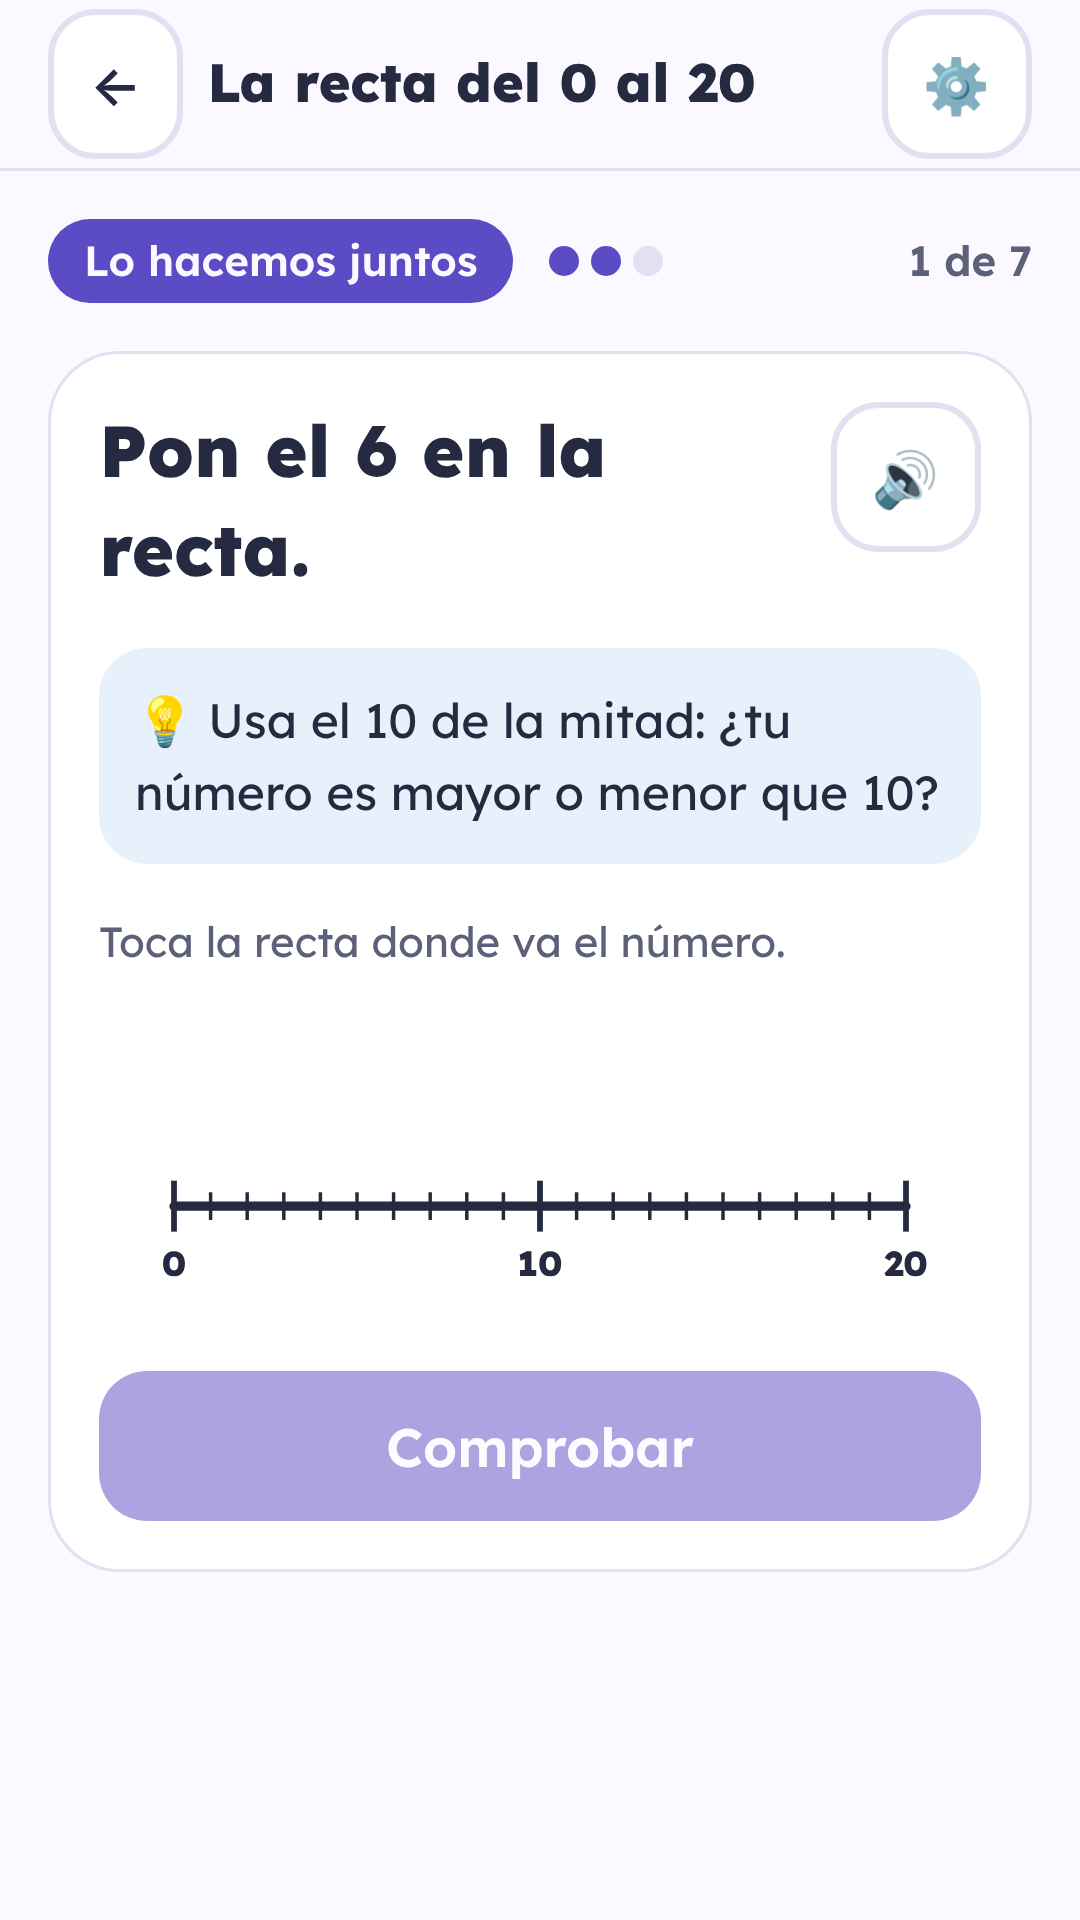 La recta del 0 al 20
Lo hacemos juntos
1 de 7
Pon el 6 en la
recta.
Usa el 10 de la mitad: ¿tu
número es mayor o menor que 10?
Toca la recta donde va el número.
0 10 20
Comprobar